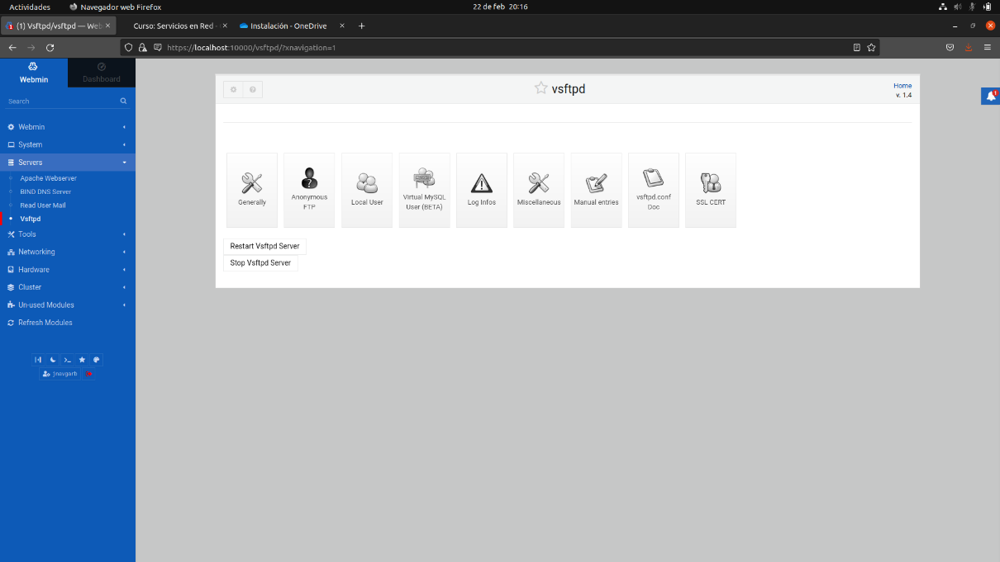 Actividades Navegador web Firefox 22 de feb 20:16
(1) Vsftpd/vsftpd — Web Curso: Servicios en Red - Instalación - OneDrive
https://localhost:10000/vsftpd/?xnavigation=1
Webmin
Dashboard
Search
Webmin
System
Servers
Apache Webserver
BIND DNS Server
Read User Mail
Vsftpd
Tools
Networking
Hardware
Cluster
Un-used Modules
Refresh Modules
jnavgarb
vsftpd
Home
v. 1.4
1
Generally
Anonymous
FTP
Local User
Virtual MySQL
User (BETA)
Log Infos
Miscellaneous
Manual entries
vsftpd.conf
Doc
SSL CERT
Restart Vsftpd Server
Stop Vsftpd Server